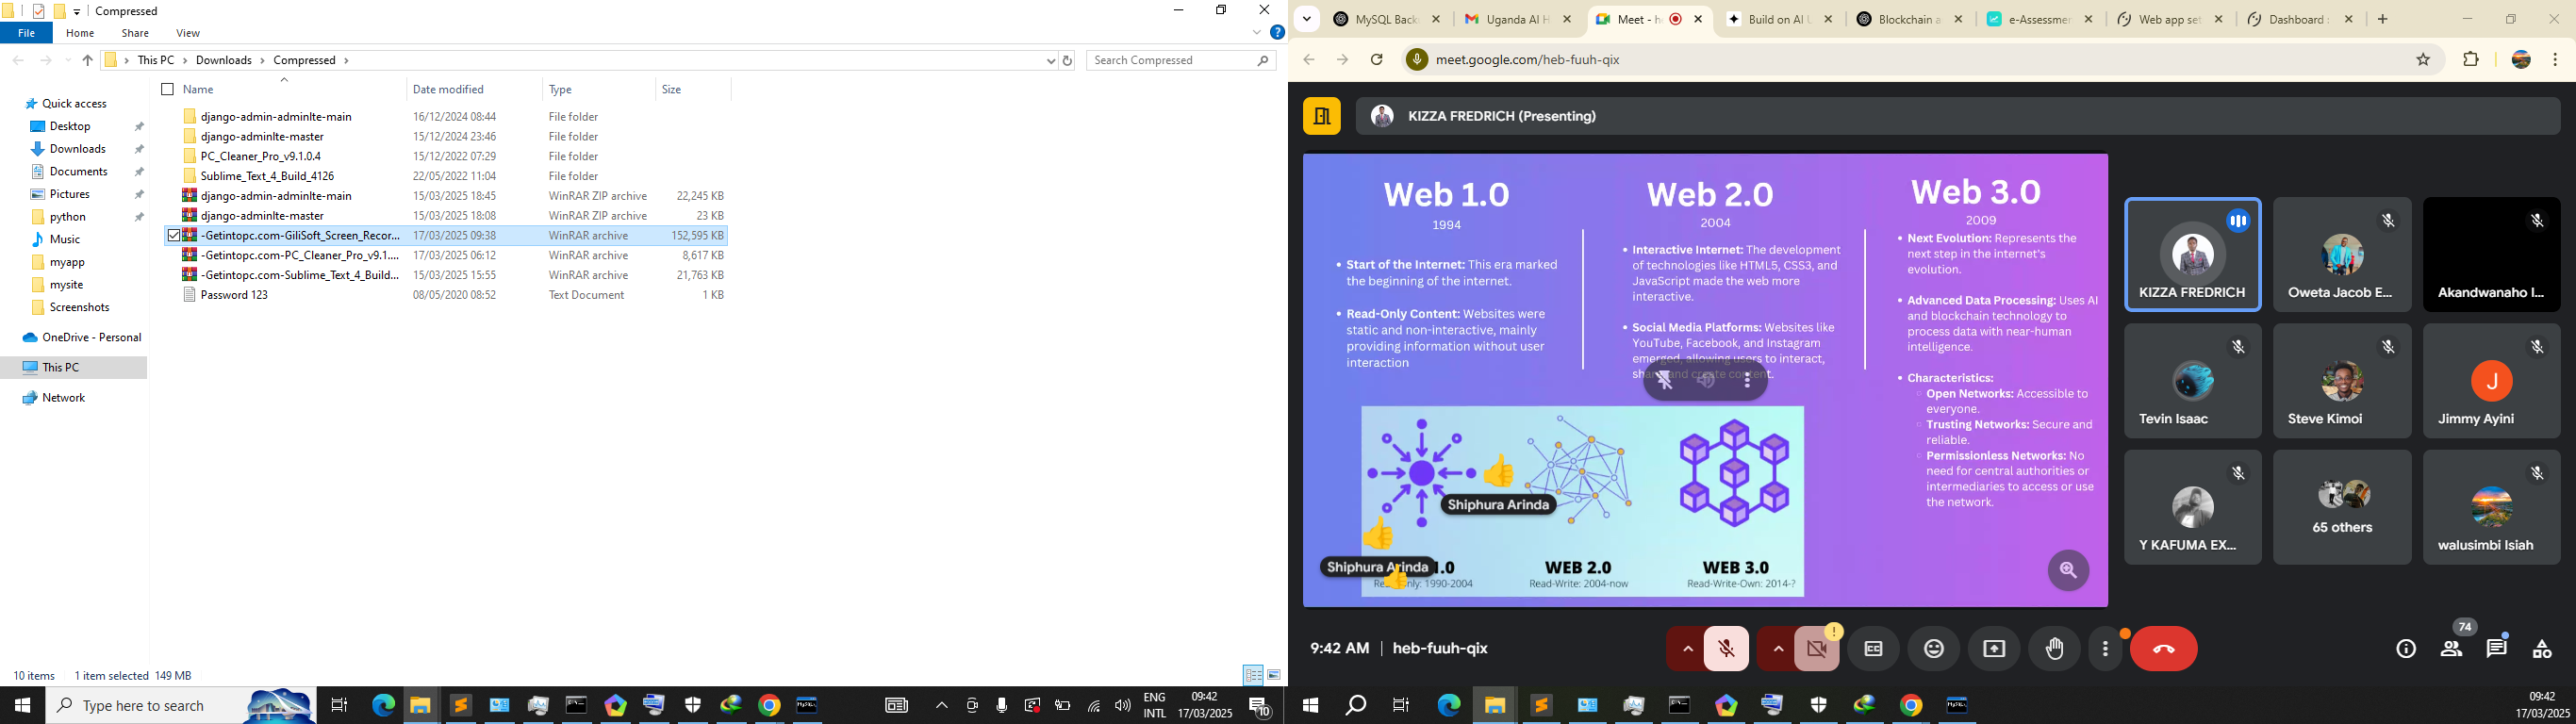 Compressed
File
Home
Share
View
This PC
Downloads
Compressed
Search Compressed
Quick access
Desktop
Downloads
Documents
Pictures
python
Music
myapp
mysite
Screenshots
OneDrive - Personal
This PC
Network
Name Date modified Type Size
django-admin-adminlte-main 16/12/2024 08:44 File folder
django-adminlte-master 15/12/2024 23:46 File folder
PC_Cleaner_Pro_v9.1.0.4 15/12/2022 07:29 File folder
Sublime_Text_4_Build_4126 22/05/2022 11:04 File folder
django-admin-adminlte-main 15/03/2025 18:45 WinRAR ZIP archive 22,245 KB
django-adminlte-master 15/03/2025 18:08 WinRAR ZIP archive 23 KB
-Getintopc.com-GiliSoft_Screen_Recor... 17/03/2025 09:38 WinRAR archive 152,595 KB
-Getintopc.com-PC_Cleaner_Pro_v9.1.... 17/03/2025 06:12 WinRAR archive 8,617 KB
-Getintopc.com-Sublime_Text_4_Build... 15/03/2025 15:55 WinRAR archive 21,763 KB
Password 123 08/05/2020 08:52 Text Document 1 KB
10 items 1 item selected 149 MB
Type here to search
ENG
INTL
09:42
17/03/2025
10
MySQL Back
Uganda AI H
Meet - he
Build on AI U
Blockchain a
e-Assessmen
Web app set
Dashboard :
meet.google.com/heb-fuuh-qix
KIZZA FREDRICH (Presenting)
Web 1.0
1994
• Start of the Internet: This era marked
the beginning of the internet.
• Read-Only Content: Websites were
static and non-interactive, mainly
providing information without user
interaction
Web 2.0
2004
• Interactive Internet: The development
of technologies like HTML5, CSS3, and
JavaScript made the web more
interactive.
• Social Media Platforms: Websites like
YouTube, Facebook, and Instagram
emerged, allowing users to interact,
share and create content.
Web 3.0
2009
• Next Evolution: Represents the
next step in the internet's
evolution.
• Advanced Data Processing: Uses AI
and blockchain technology to
process data with near-human
intelligence.
• Characteristics:
Open Networks: Accessible to
everyone.
Trusting Networks: Secure and
reliable.
Permissionless Networks: No
need for central authorities or
intermediaries to access or use
the network.
Shiphura Arinda
Shiphura Arinda
1.0
1990-2004
WEB 2.0
Read-Write: 2004-now
WEB 3.0
Read-Write-Own: 2014-?
KIZZA FREDRICH
Oweta Jacob E...
Akandwanaho I...
Tevin Isaac
Steve Kimoi
J
Jimmy Ayini
Y KAFUMA EX...
65 others
walusimbi Isiah
9:42 AM | heb-fuuh-qix
74
09:42
17/03/2025